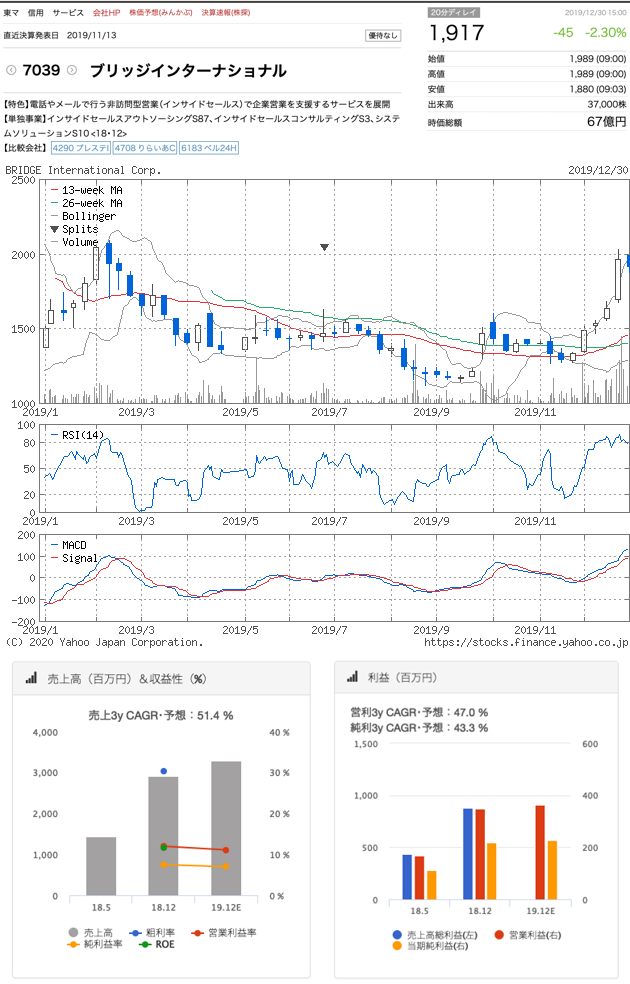 東マ 信用 サービス 会社HP 株価予想(みんかぶ) 決算速報(株探)
直近決算発表日 2019/11/13
優待なし
7039 ブリッジインターナショナル
20分ディレイ
2019/12/30 15:00
1,917 -45 -2.30%
始値 1,989 (09:00)
高値 1,989 (09:00)
安値 1,880 (09:03)
出来高 37,000株
時価総額 67億円
【特色】電話やメールで行う非訪問型営業(インサイドセールス)で企業営業を支援するサービスを展開
【単独事業】インサイドセールスアウトソーシングS87、インサイドセールスコンサルティングS3、システ
ムソリューションS10<18・12>
【比較会社】 4290 プレステI 4708 りらいあC 6183 ベル24H
BRIDGE International Corp. 2019/12/30
2500
13-week MA
26-week MA
Bollinger
Splits
Volume
2000
1500
1000
2019/1 2019/3 2019/5 2019/7 2019/9 2019/11
100
RSI(14)
80
50
20
0
2019/1 2019/3 2019/5 2019/7 2019/9 2019/11
200
MACD
Signal
100
0
-100
-200
2019/1 2019/3 2019/5 2019/7 2019/9 2019/11
(C) 2020 Yahoo Japan Corporation. https://stocks.finance.yahoo.co.jp
売上高（百万円）＆収益性（%）
売上3y CAGR・予想：51.4 %
4,000 40 %
3,000 30 %
2,000 20 %
1,000 10 %
0 0 %
18.5 18.12 19.12E
売上高 粗利率 営業利益率
純利益率 ROE
利益（百万円）
営利3y CAGR・予想：47.0 %
純利3y CAGR・予想：43.3 %
1,500 600
1,000 400
500 200
0 0
18.5 18.12 19.12E
売上高総利益(左) 営業利益(右)
当期純利益(右)